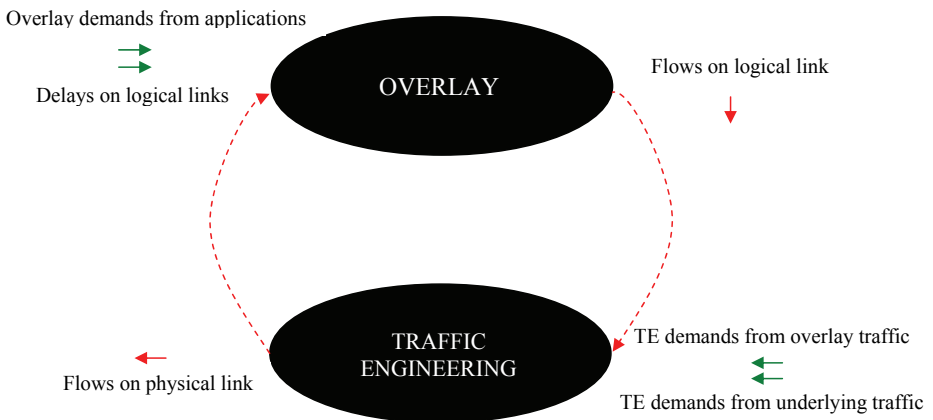 Overlay demands from applications
Delays on logical links
OVERLAY
Flows on logical link
TRAFFIC
ENGINEERING
TE demands from overlay traffic
TE demands from underlying traffic
Flows on physical link